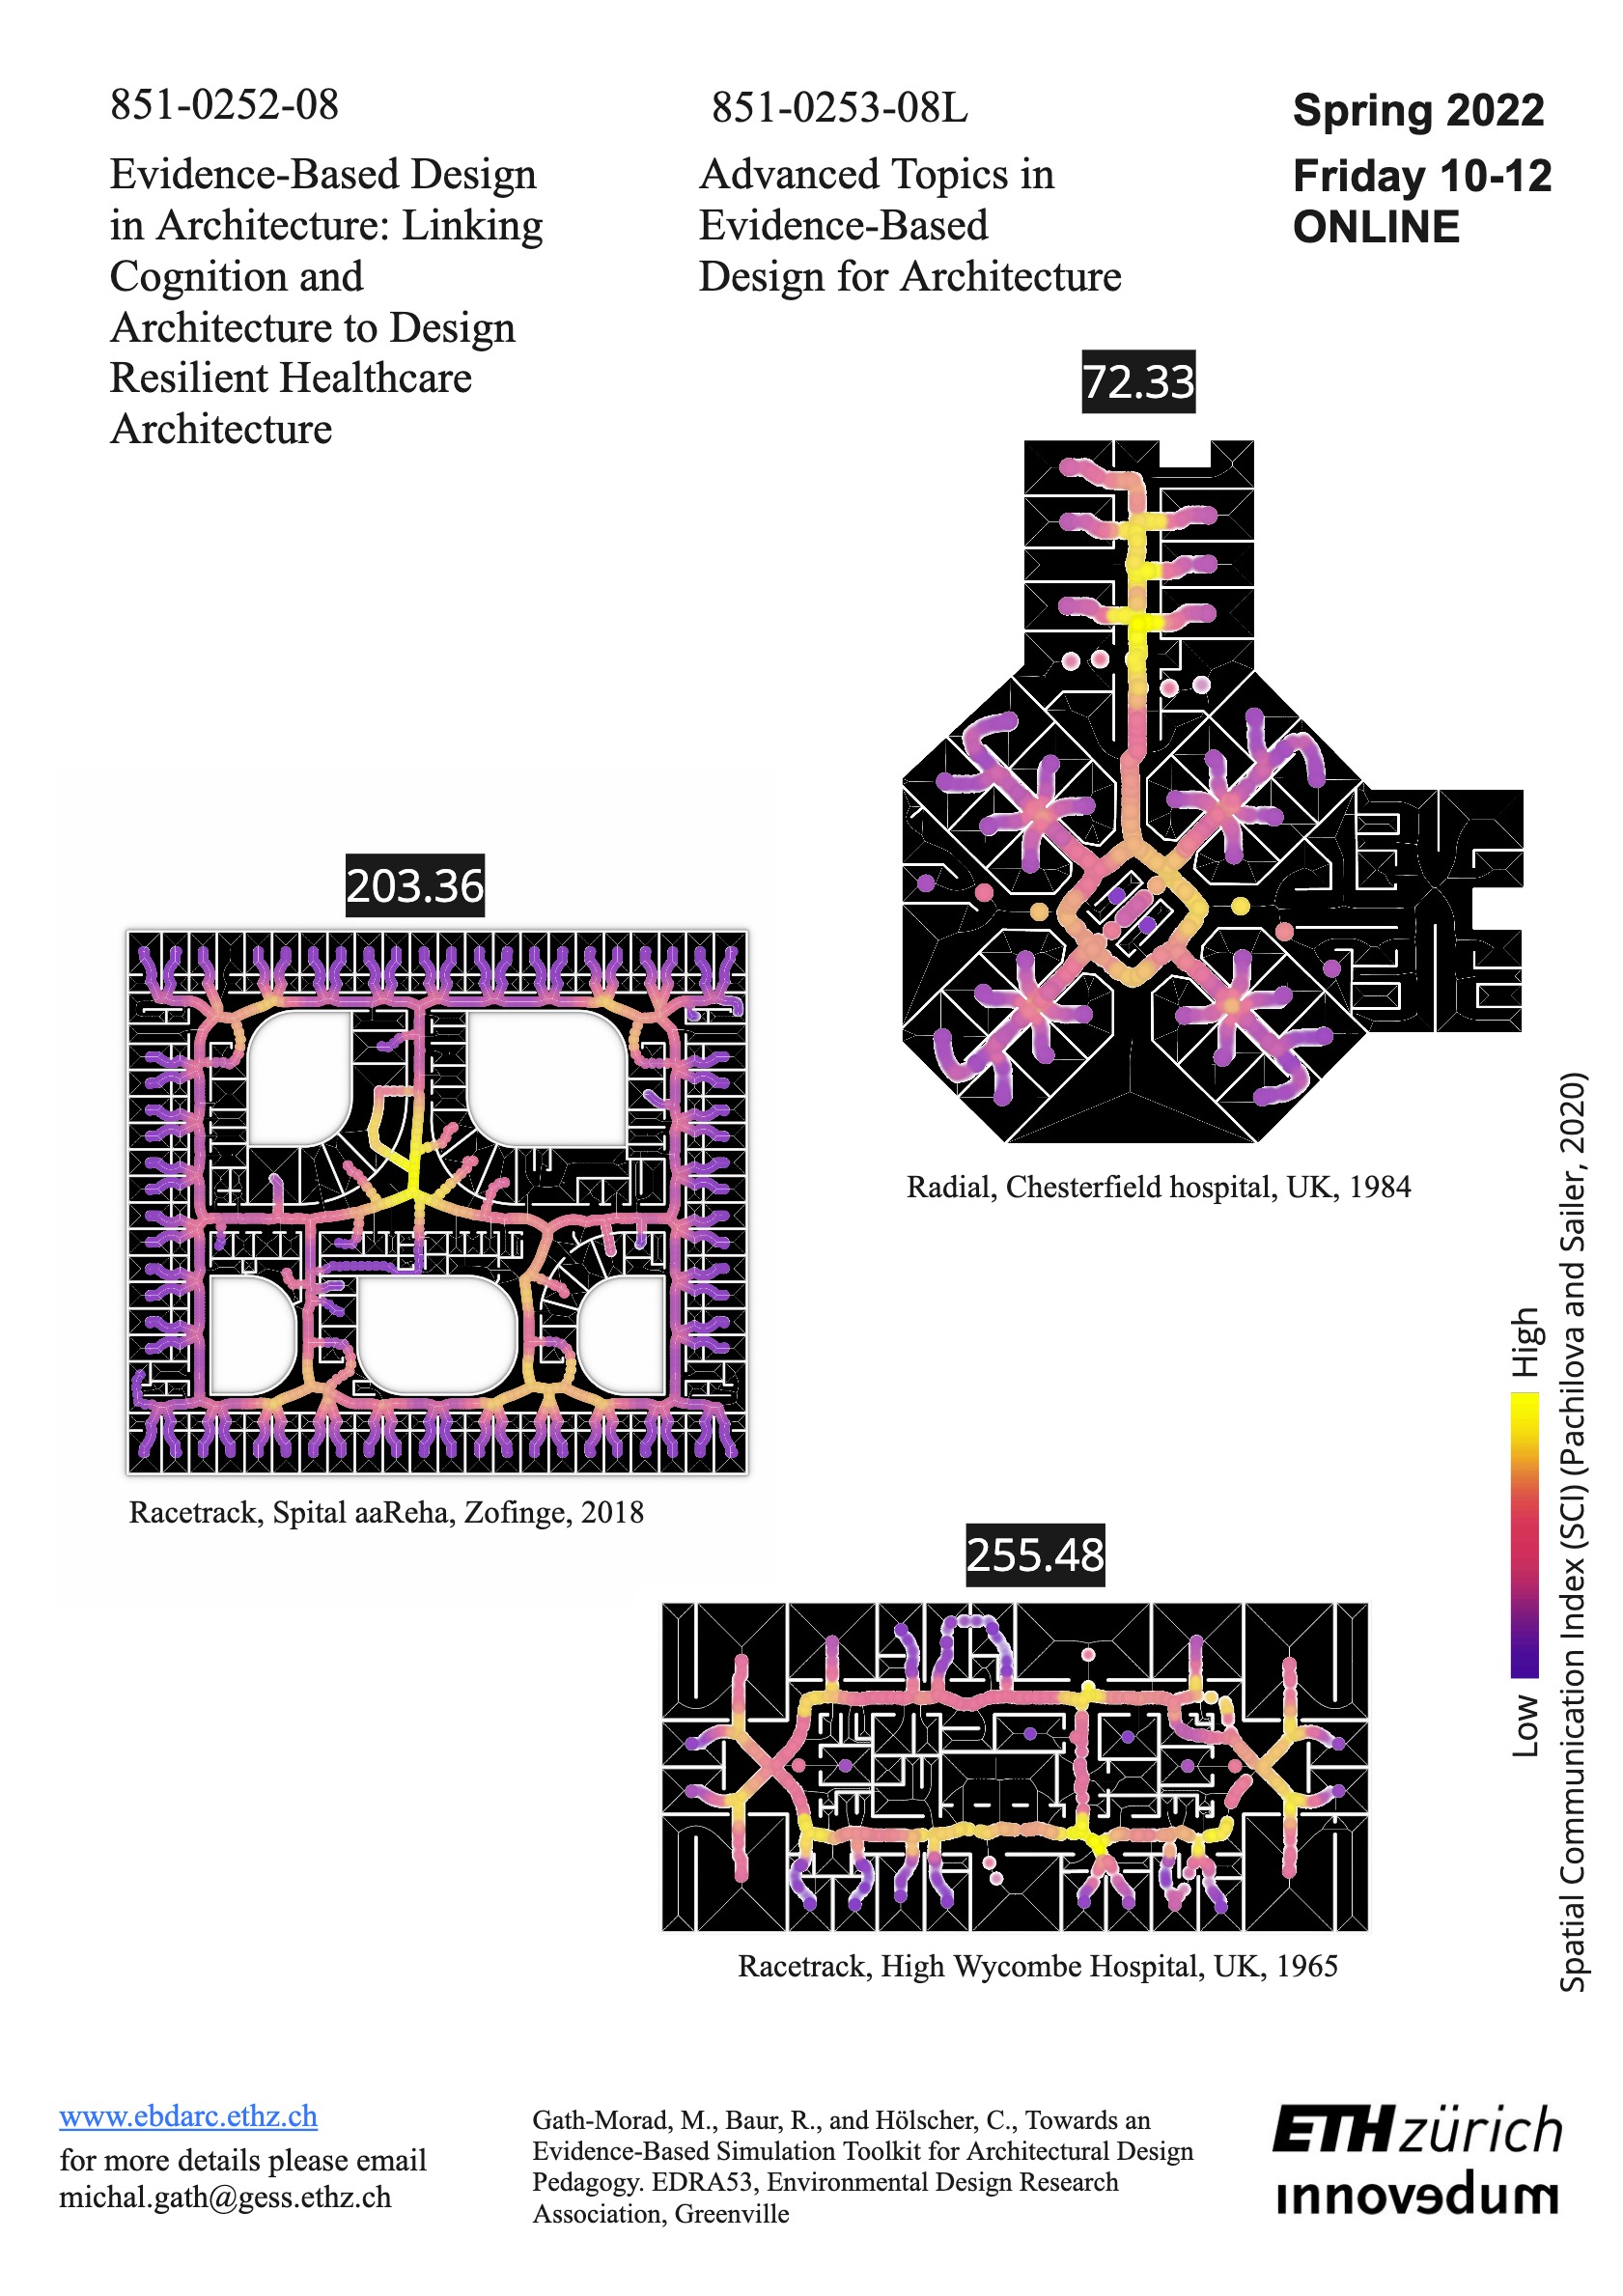 851-0252-08
Evidence-Based Design
in Architecture: Linking
Cognition and
Architecture to Design
Resilient Healthcare
Architecture
851-0253-08L
Advanced Topics in
Evidence-Based
Design for Architecture
Spring 2022
Friday 10-12
ONLINE
72.33
Radial, Chesterfield hospital, UK, 1984
203.36
Racetrack, Spital aaReha, Zofinge, 2018
255.48
Racetrack, High Wycombe Hospital, UK, 1965
Low
High
Spatial Communication Index (SCI) (Pachilova and Sailer, 2020)
www.ebdarc.ethz.ch
for more details please email
michal.gath@gess.ethz.ch
Gath-Morad, M., Baur, R., and Hölscher, C., Towards an
Evidence-Based Simulation Toolkit for Architectural Design
Pedagogy. EDRA53, Environmental Design Research
Association, Greenville
ETH zürich
innovedum